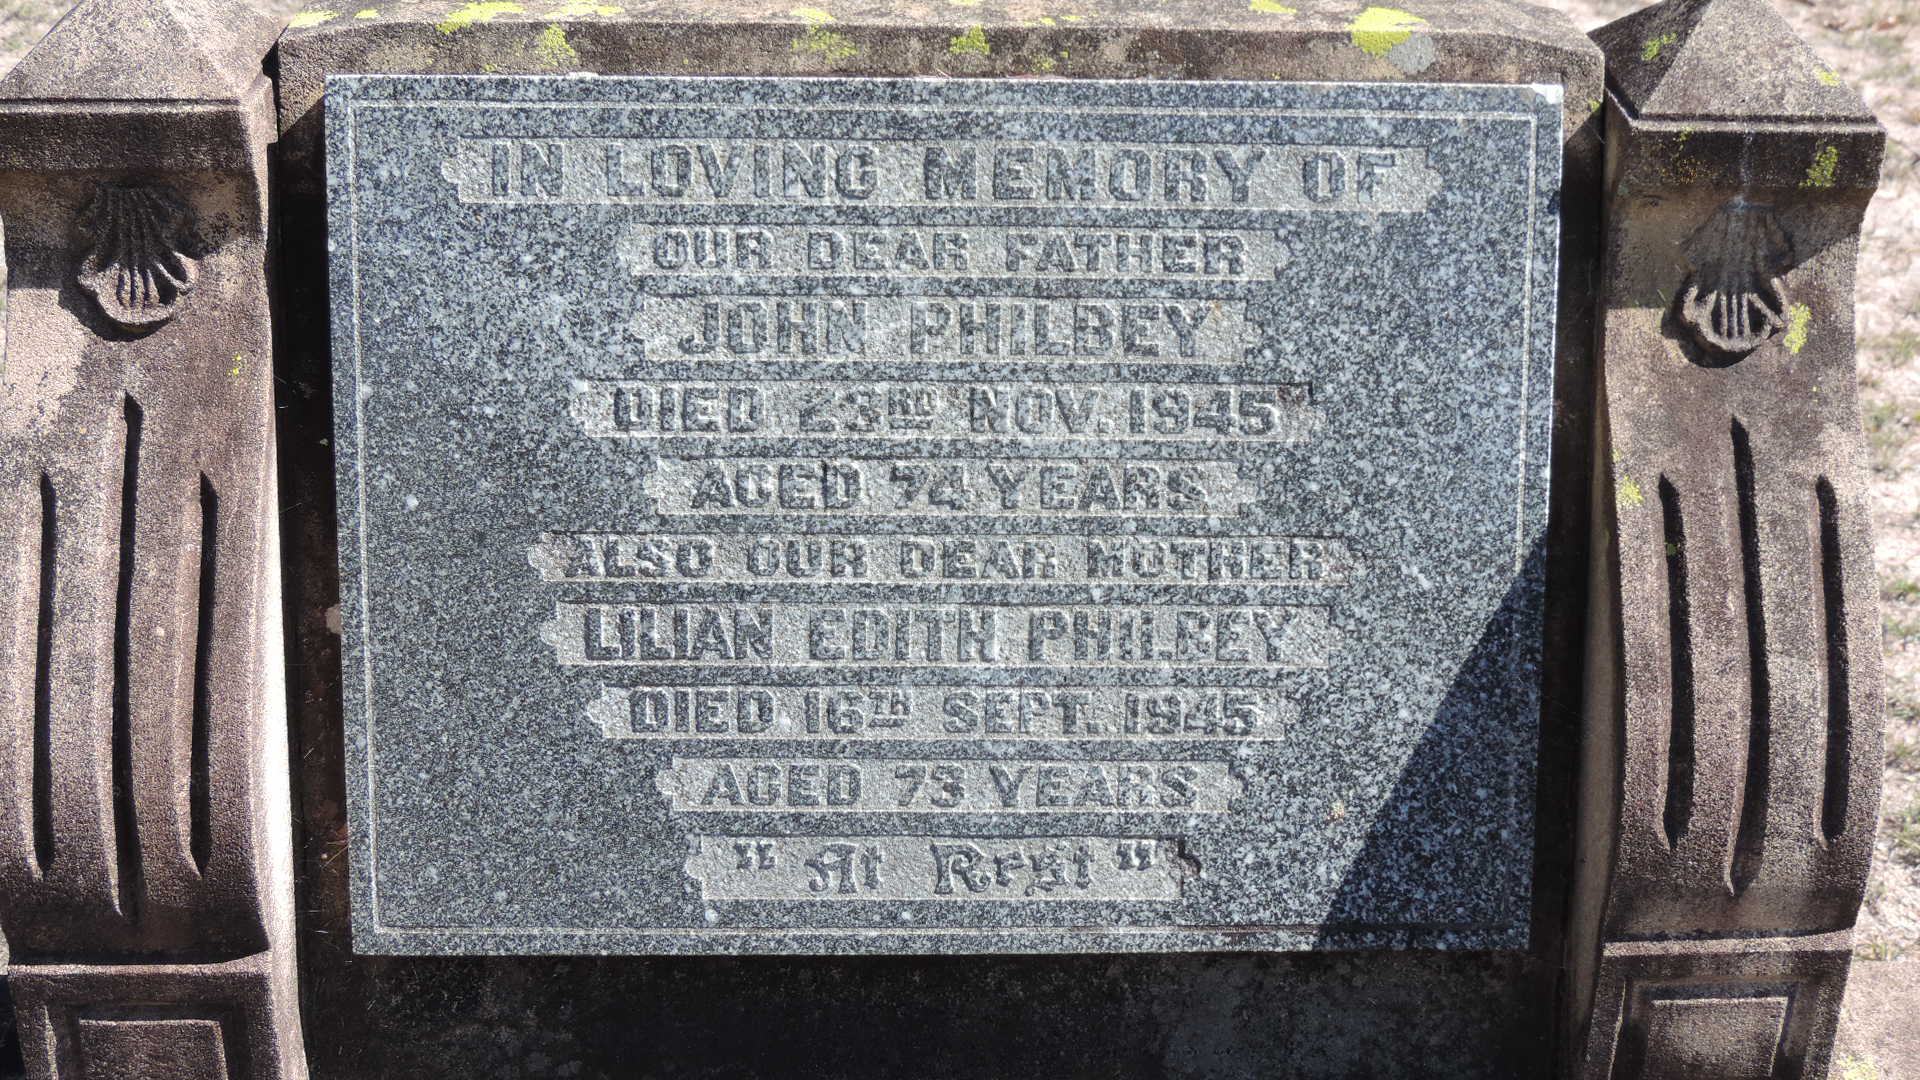 IN LOVING MEMORY OF
OUR DEAR FATHER
JOHN PHILBEY
DIED 23RD NOV. 1945
AGED 74 YEARS
ALSO OUR DEAR MOTHER
LILIAN EDITH PHILBEY
DIED 16TH SEPT. 1945
AGED 73 YEARS
"At Rest"